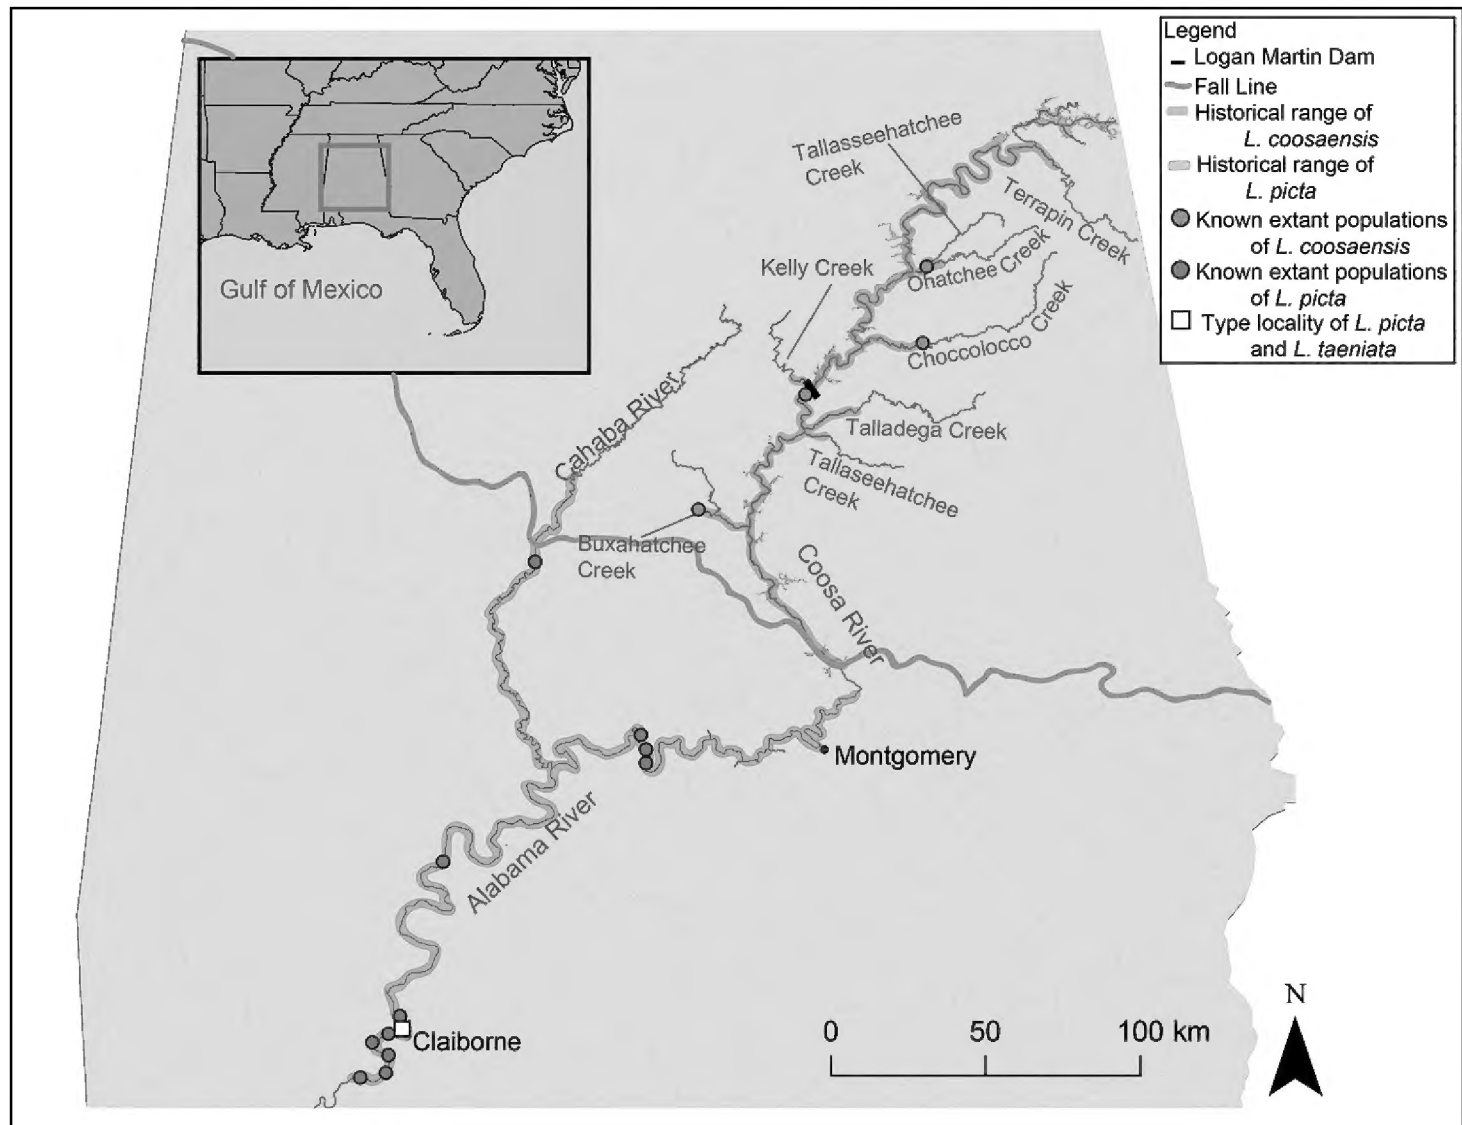 Legend
Logan Martin Dam
Fall Line
Historical range of
L. coosaensis
Historical range of
L. picta
Known extant populations
of L. coosaensis
Known extant populations
of L. picta
Type locality of L. picta
and L. taeniata
Gulf of Mexico
Tallasseehatchee
Creek
Terrapin Creek
Kelly Creek
Ohatchee Creek
Choccolocco Creek
Cahaba River
Talladega Creek
Tallaseehatchee
Creek
Buxahatchee
Creek
Coosa River
Montgomery
Alabama River
Claiborne
N
0 50 100 km